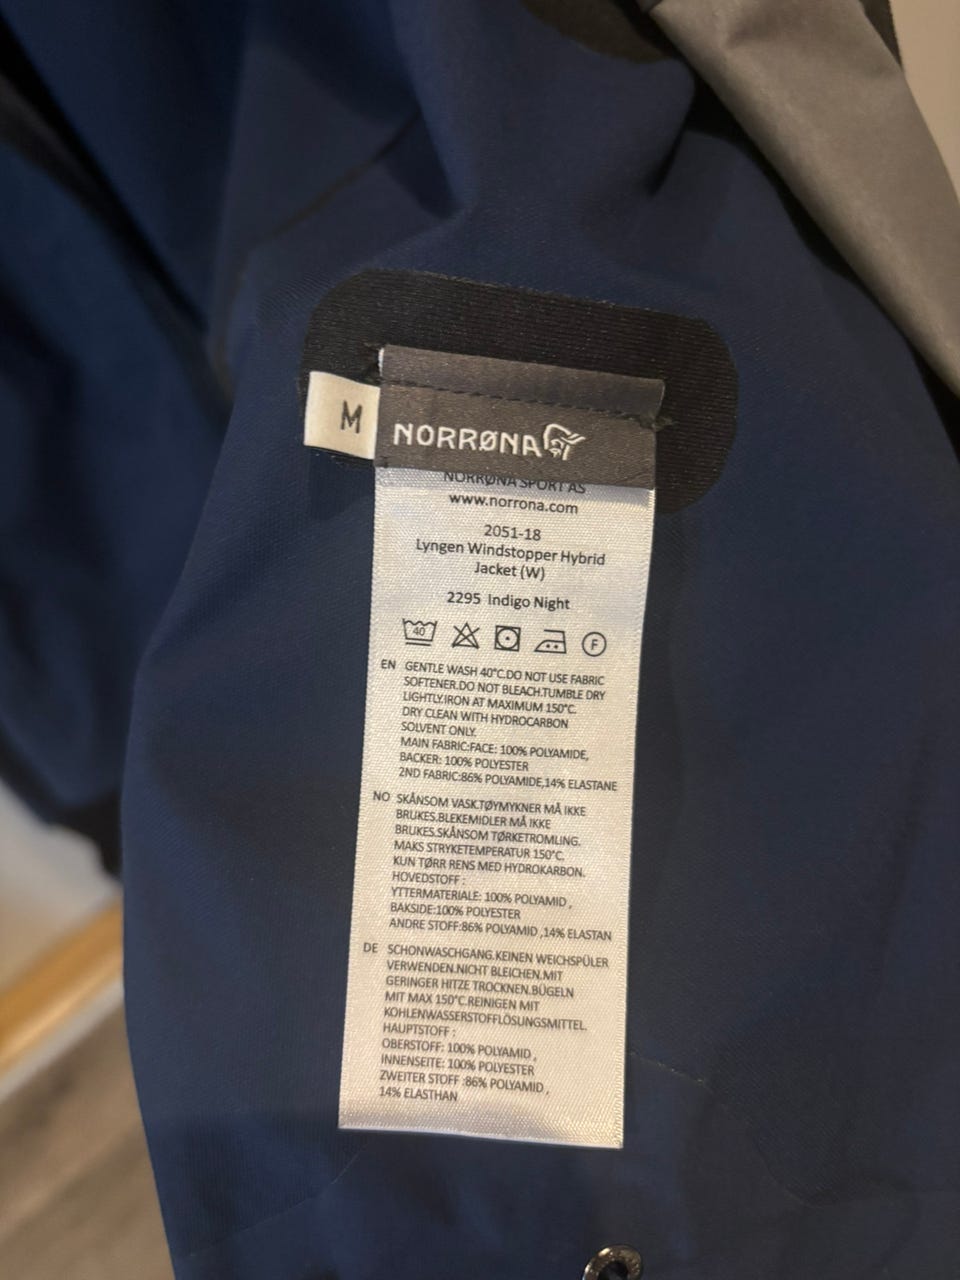 M
NORRØNA
NORRØNA SPORT AS
www.norrona.com
2051-18
Lyngen Windstopper Hybrid
Jacket (W)
2295 Indigo Night
40
F
EN GENTLE WASH 40°C.DO NOT USE FABRIC
SOFTENER.DO NOT BLEACH.TUMBLE DRY
LIGHTLY.IRON AT MAXIMUM 150°C.
DRY CLEAN WITH HYDROCARBON
SOLVENT ONLY.
MAIN FABRIC:FACE: 100% POLYAMIDE,
BACKER: 100% POLYESTER
2ND FABRIC:86% POLYAMIDE,14% ELASTANE
NO SKÅNSOM VASK.TØYMYKNER MÅ IKKE
BRUKES.BLEKEMIDLER MÅ IKKE
BRUKES.SKÅNSOM TØRKETROMLING.
MAKS STRYKETEMPERATUR 150°C.
KUN TØRR RENS MED HYDROKARBON.
HOVEDSTOFF :
YTTERMATERIALE: 100% POLYAMID ,
BAKSIDE:100% POLYESTER
ANDRE STOFF:86% POLYAMID ,14% ELASTAN
DE SCHONWASCHGANG.KEINEN WEICHSPÜLER
VERWENDEN.NICHT BLEICHEN.MIT
GERINGER HITZE TROCKNEN.BÜGELN
MIT MAX 150°C.REINIGEN MIT
KOHLENWASSERSTOFFLÖSUNGSMITTEL.
HAUPTSTOFF :
OBERSTOFF: 100% POLYAMID ,
INNENSEITE: 100% POLYESTER
ZWEITER STOFF :86% POLYAMID ,
14% ELASTHAN